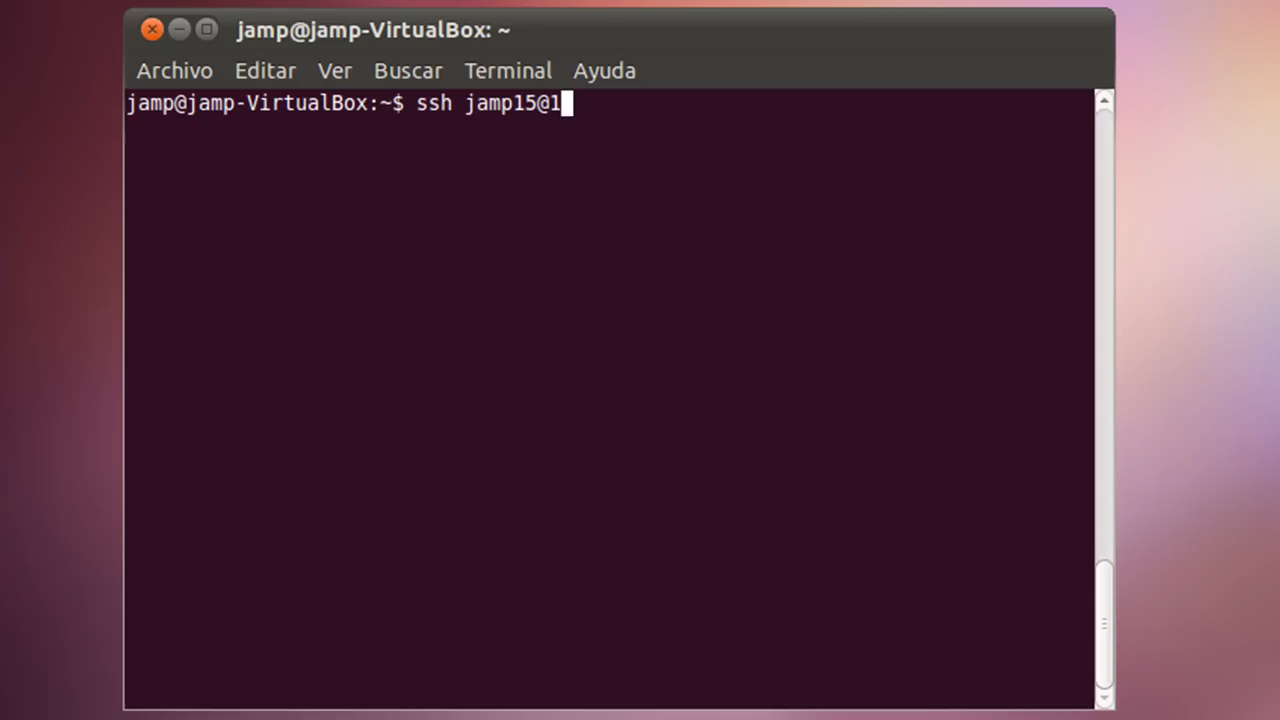 jamp@jamp-VirtualBox: ~
Archivo Editar Ver Buscar Terminal Ayuda
jamp@jamp-VirtualBox:~$ ssh jamp15@1